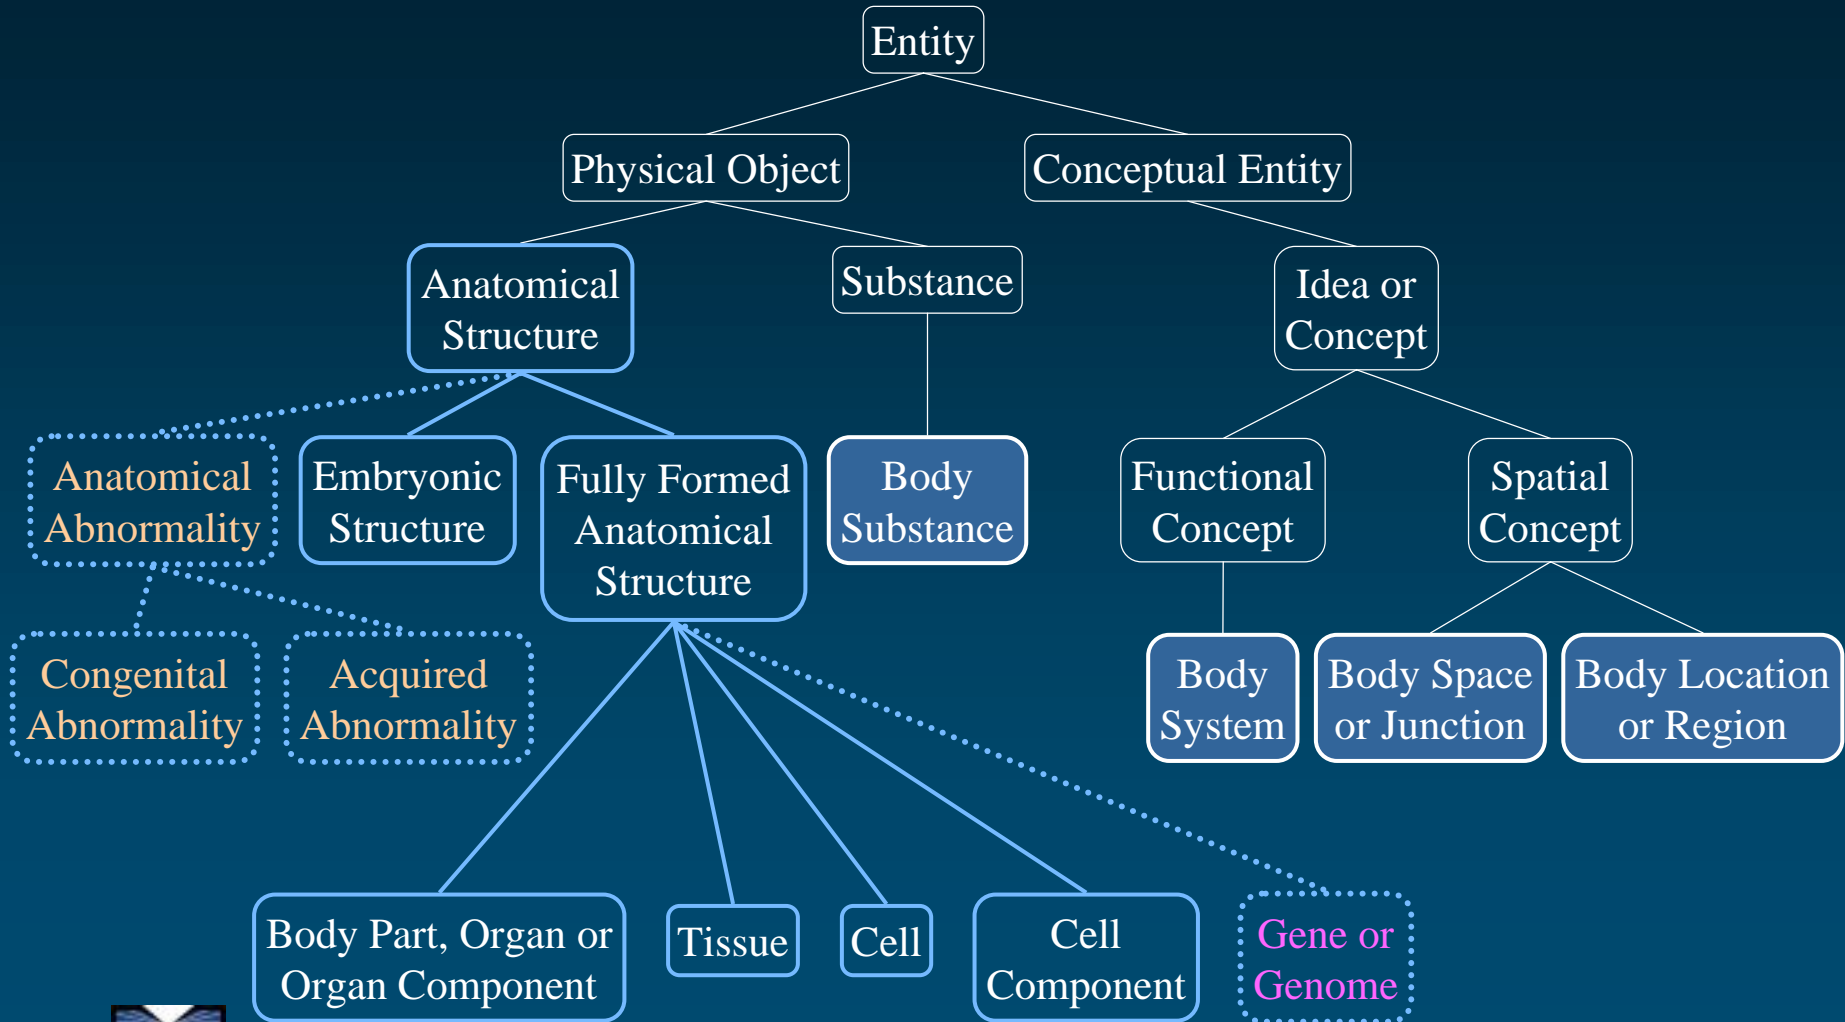 Entity
Physical Object
Conceptual Entity
Anatomical
Structure
Substance
Idea or
Concept
Anatomical
Abnormality
Embryonic
Structure
Fully Formed
Anatomical
Structure
Body
Substance
Functional
Concept
Spatial
Concept
Congenital
Abnormality
Acquired
Abnormality
Body
System
Body Space
or Junction
Body Location
or Region
Body Part, Organ or
Organ Component
Tissue
Cell
Cell
Component
Gene or
Genome